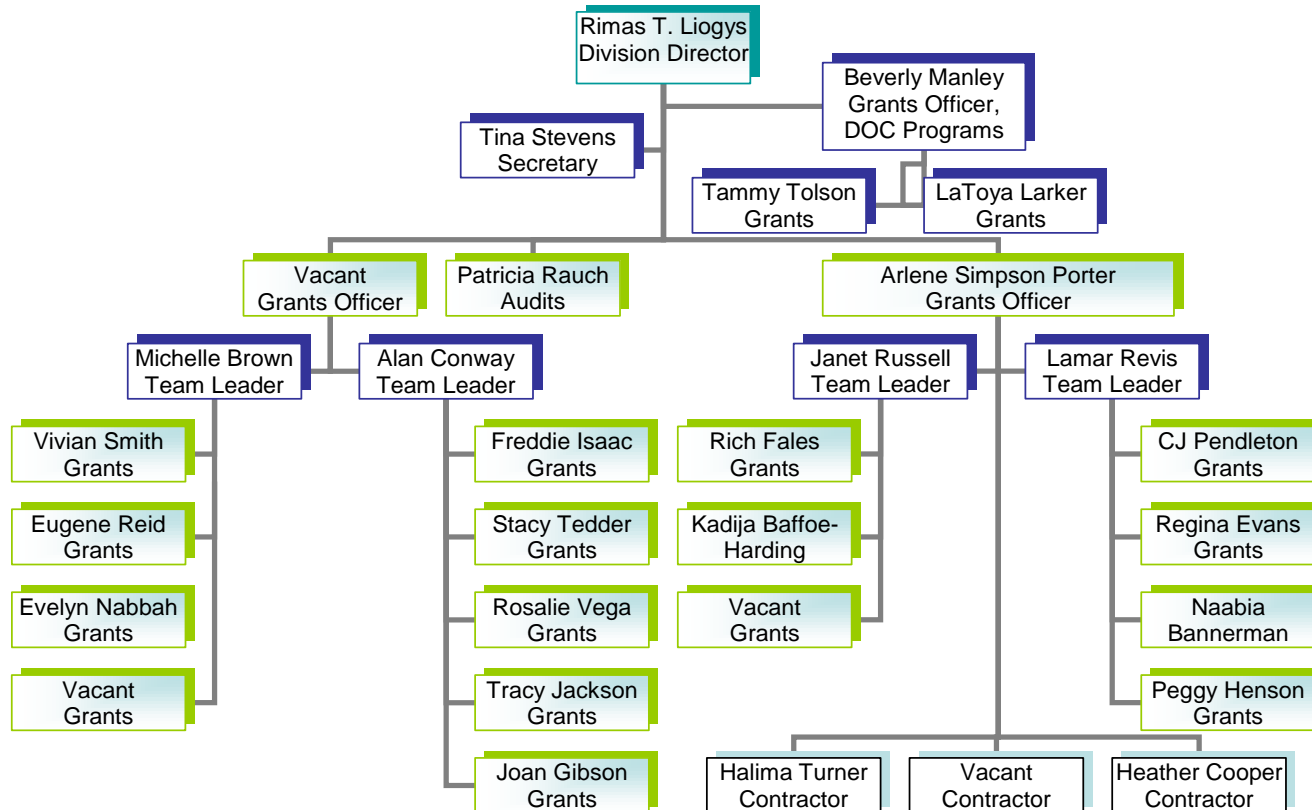 Rimas T. Liogys
Division Director
Beverly Manley
Grants Officer,
DOC Programs
Tina Stevens
Secretary
Tammy Tolson
Grants
LaToya Larker
Grants
Vacant
Grants Officer
Patricia Rauch
Audits
Arlene Simpson Porter
Grants Officer
Michelle Brown
Team Leader
Alan Conway
Team Leader
Janet Russell
Team Leader
Lamar Revis
Team Leader
Vivian Smith
Grants
Freddie Isaac
Grants
Rich Fales
Grants
CJ Pendleton
Grants
Eugene Reid
Grants
Stacy Tedder
Grants
Kadija Baffoe-
Harding
Regina Evans
Grants
Evelyn Nabbah
Grants
Rosalie Vega
Grants
Vacant
Grants
Naabia
Bannerman
Vacant
Grants
Tracy Jackson
Grants
Peggy Henson
Grants
Joan Gibson
Grants
Halima Turner
Contractor
Vacant
Contractor
Heather Cooper
Contractor